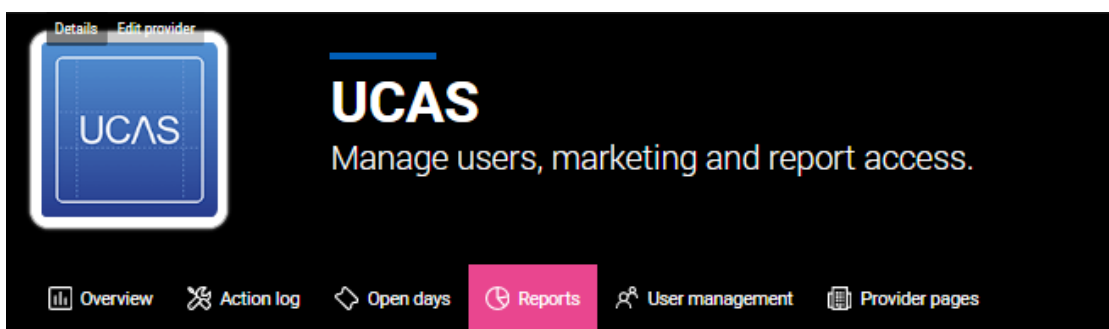 Details Edit provider
UCAS
UCAS
Manage users, marketing and report access.
Overview Action log Open days Reports User management Provider pages